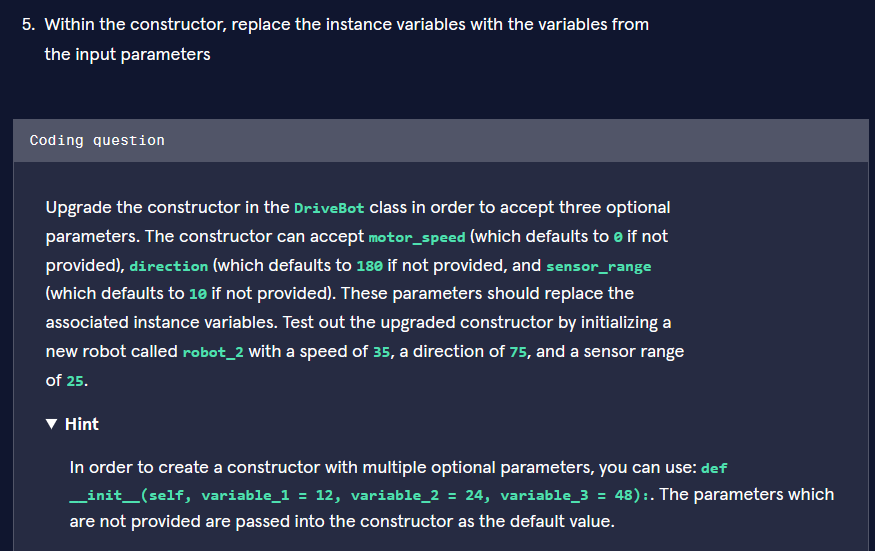 5. Within the constructor, replace the instance variables with the variables from
the input parameters
Coding question
Upgrade the constructor in the DriveBot class in order to accept three optional
parameters. The constructor can accept motor_speed (which defaults to 0 if not
provided), direction (which defaults to 180 if not provided, and sensor_range
(which defaults to 10 if not provided). These parameters should replace the
associated instance variables. Test out the upgraded constructor by initializing a
new robot called robot_2 with a speed of 35, a direction of 75, and a sensor range
of 25.
▼ Hint
In order to create a constructor with multiple optional parameters, you can use: def
__init__(self, variable_1 = 12, variable_2 = 24, variable_3 = 48):. The parameters which
are not provided are passed into the constructor as the default value.